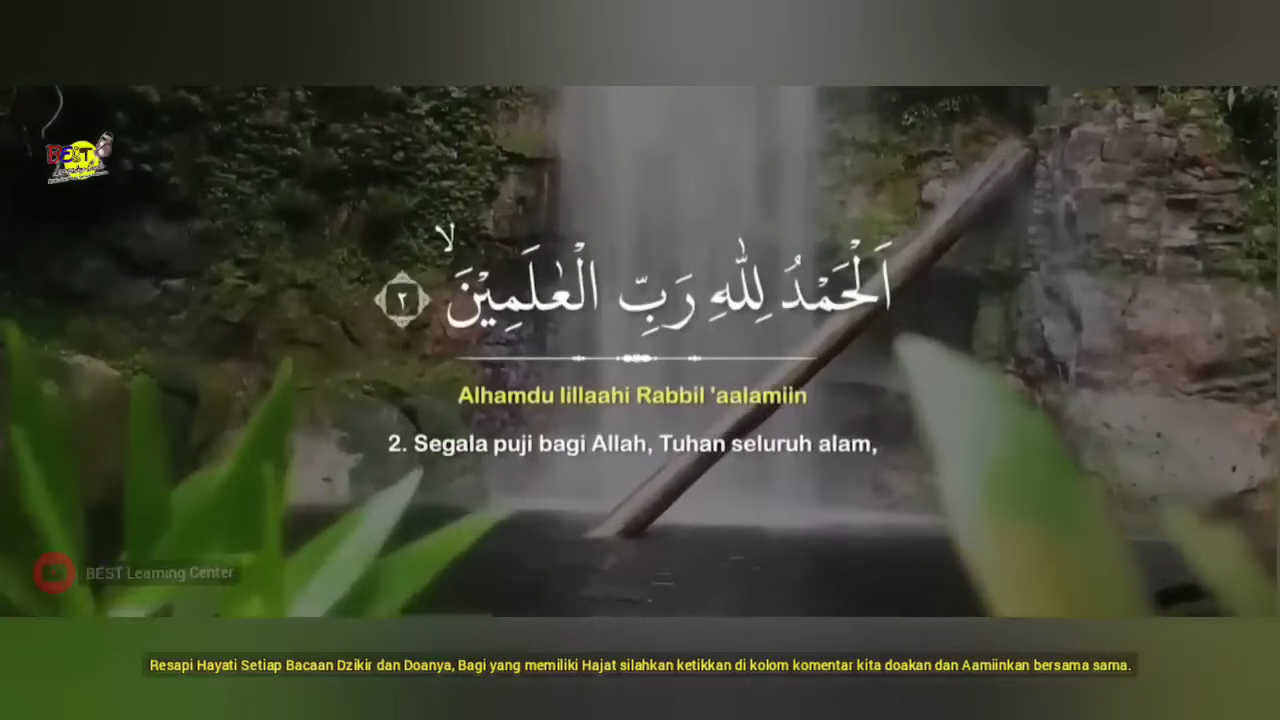 BEST
اَلْحَمْدُ لِلّٰهِ رَبِّ الْعٰلَمِيْنَۙ ٢
Alhamdu lillaahi Rabbil 'aalamiin
2. Segala puji bagi Allah, Tuhan seluruh alam,
BEST Learning Center
Resapi Hayati Setiap Bacaan Dzikir dan Doanya, Bagi yang memiliki Hajat silahkan ketikkan di kolom komentar kita doakan dan Aamiinkan bersama sama.